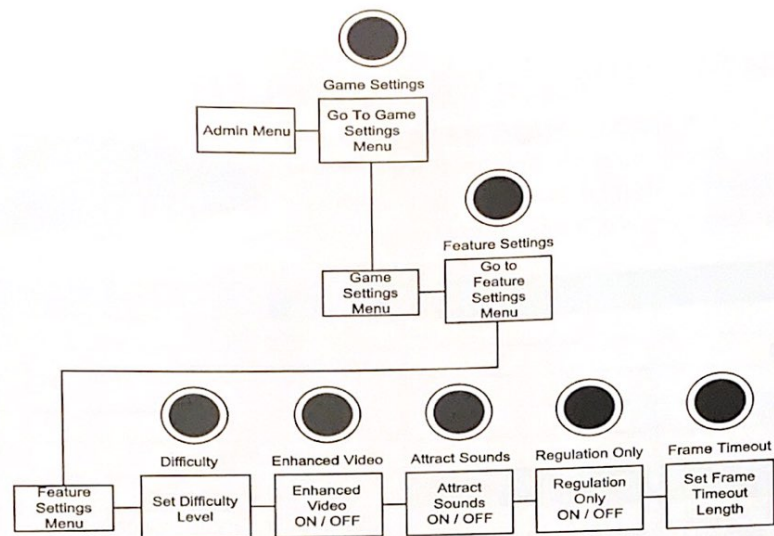 Game Settings
Admin Menu
Go To Game
Settings
Menu
Feature Settings
Game
Settings
Menu
Go to
Feature
Settings
Menu
Difficulty
Enhanced Video
Attract Sounds
Regulation Only
Frame Timeout
Feature
Settings
Menu
Set Difficulty
Level
Enhanced
Video
ON / OFF
Attract
Sounds
ON / OFF
Regulation
Only
ON / OFF
Set Frame
Timeout
Length